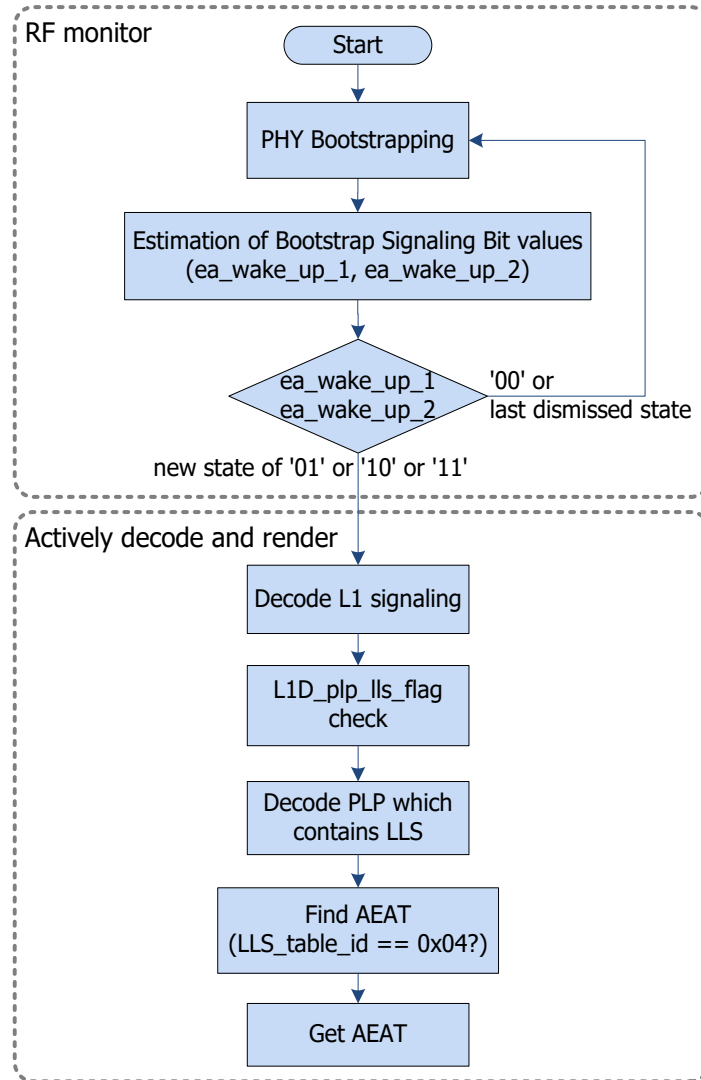 RF monitor
Start
PHY Bootstrapping
Estimation of Bootstrap Signaling Bit values
(ea_wake_up_1, ea_wake_up_2)
ea_wake_up_1
ea_wake_up_2
'00' or
last dismissed state
new state of '01' or '10' or '11'
Actively decode and render
Decode L1 signaling
L1D_plp_lls_flag
check
Decode PLP which
contains LLS
Find AEAT
(LLS_table_id == 0x04?)
Get AEAT